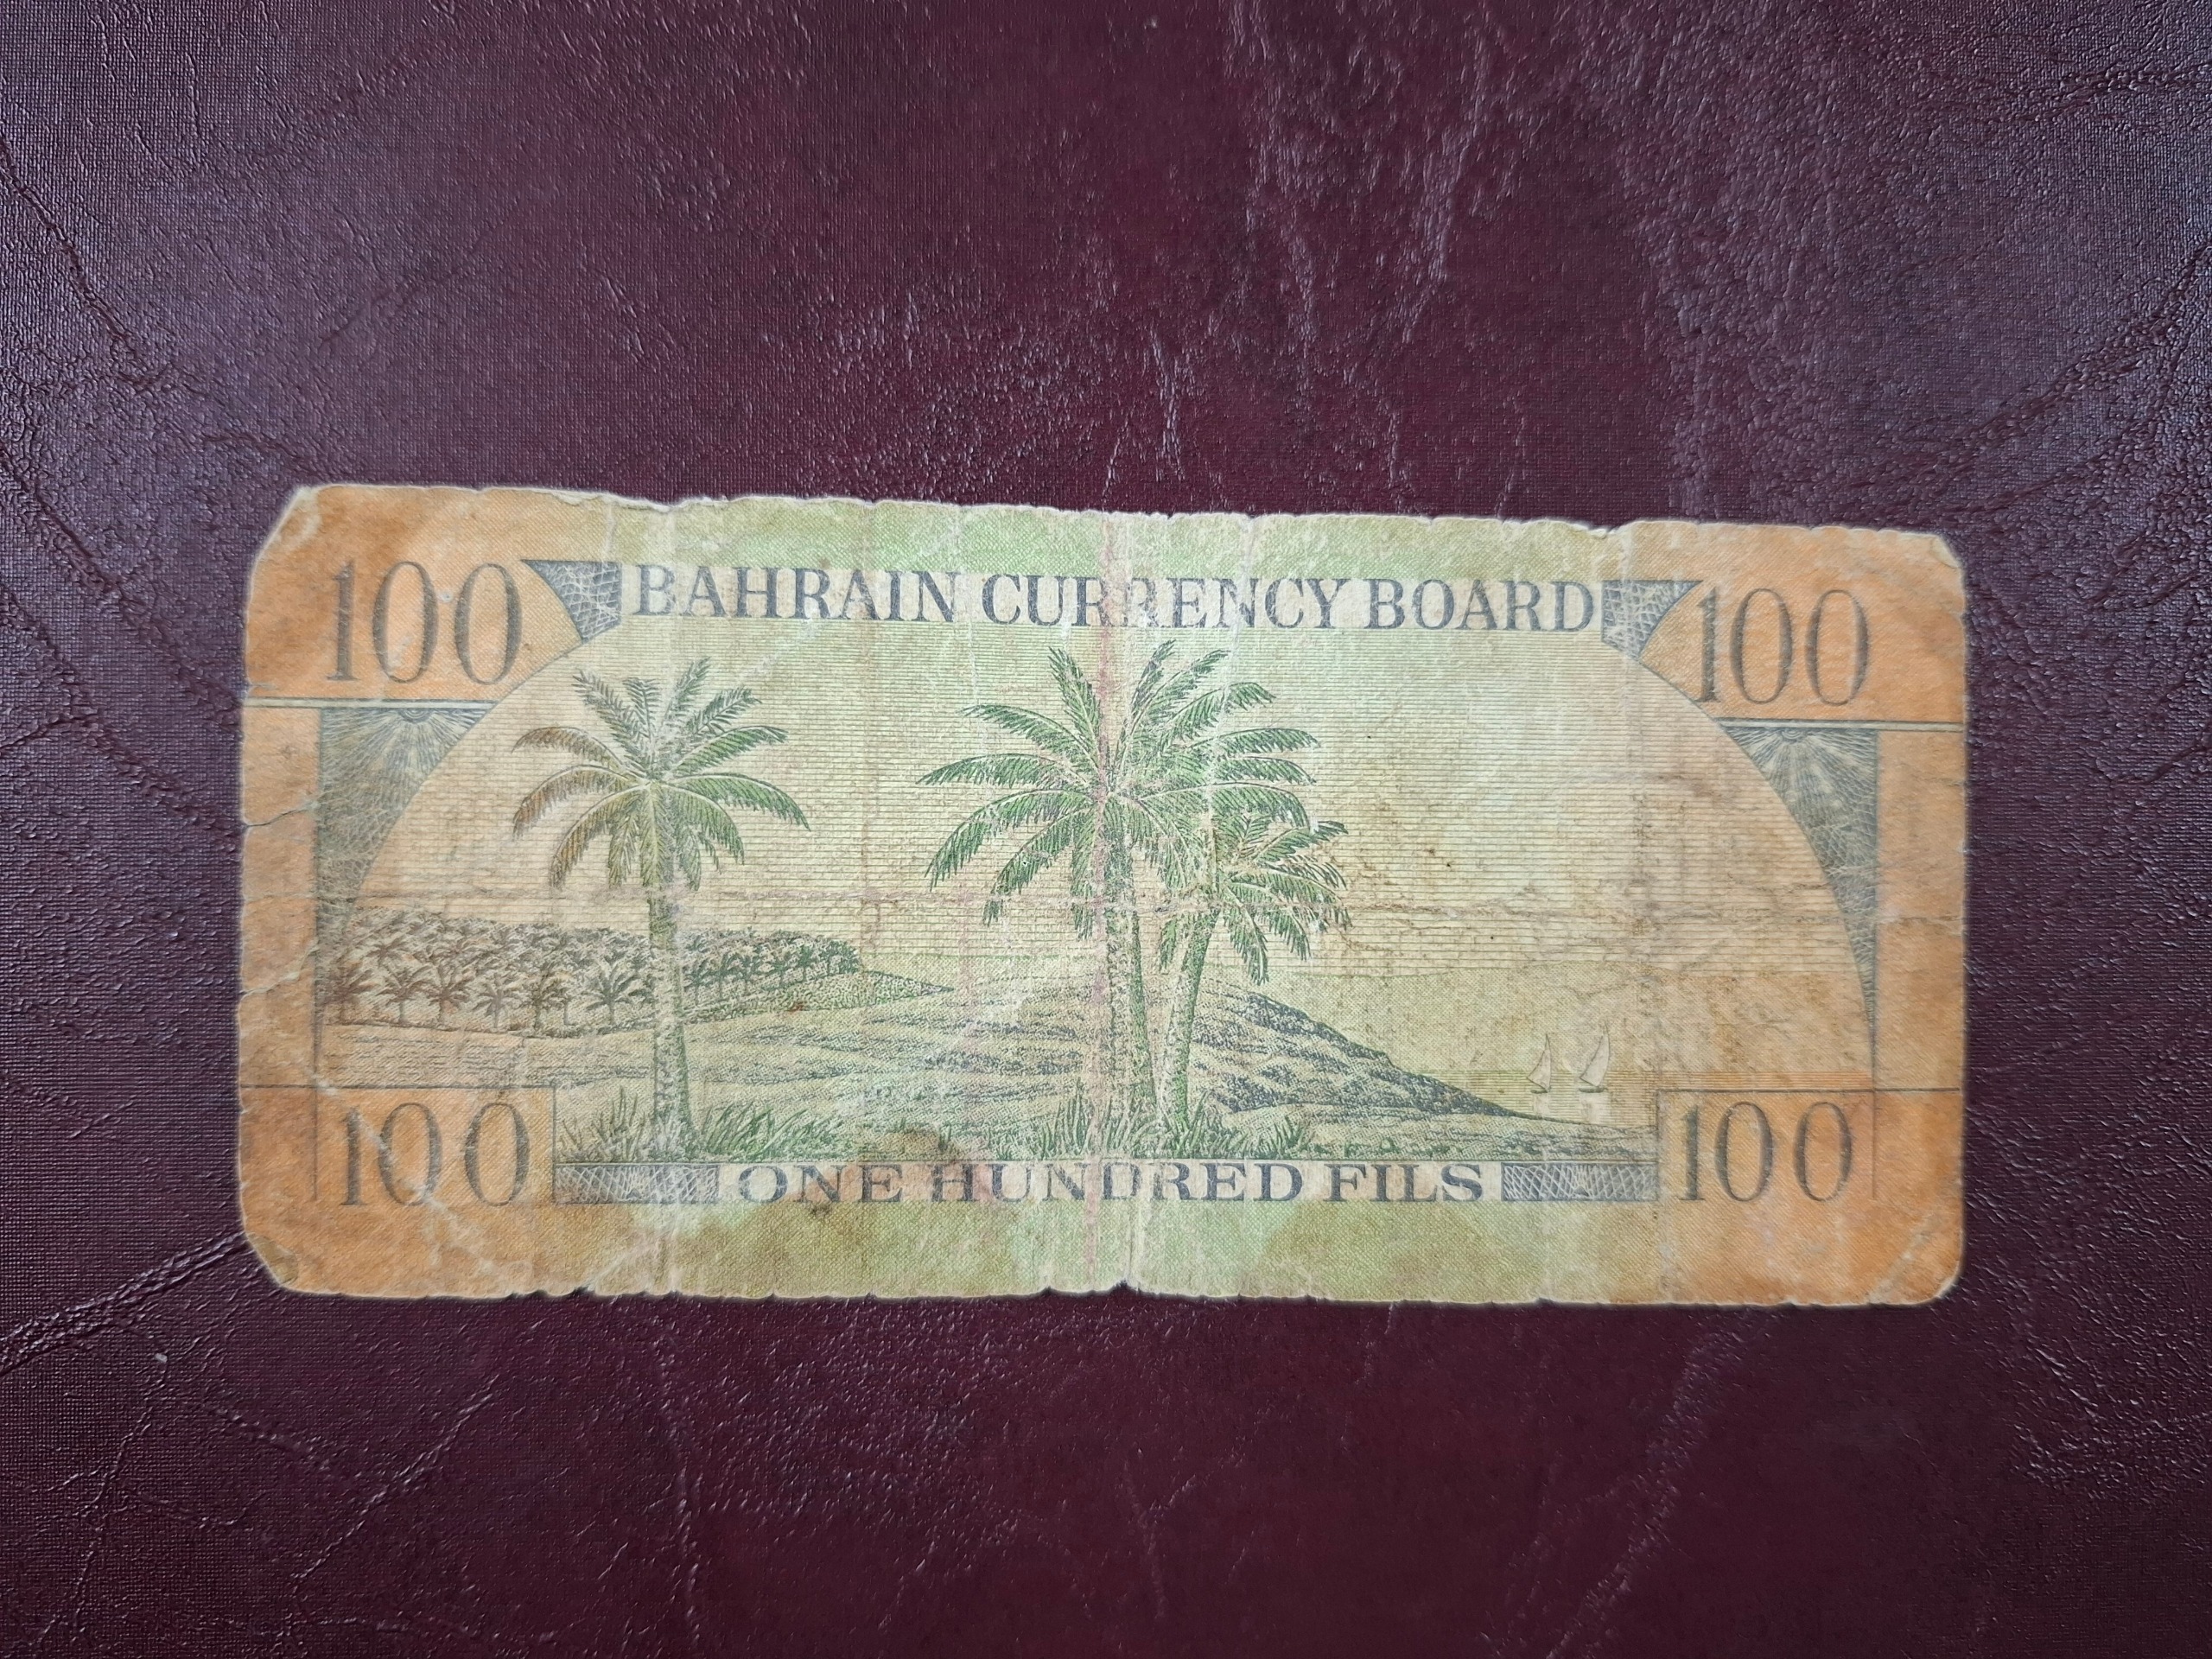 100 BAHRAIN CURRENCY BOARD 100
100 ONE HUNDRED FILS 100